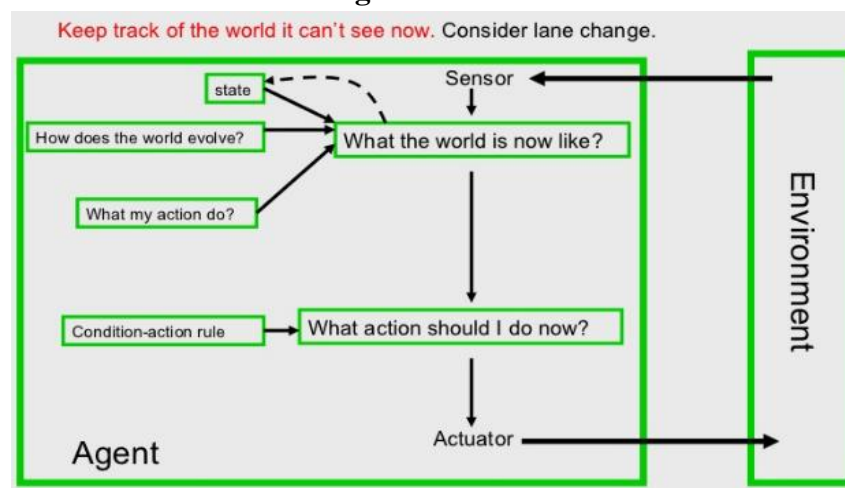 Keep track of the world it can't see now. Consider lane change.
Sensor
state
How does the world evolve?
What the world is now like?
What my action do?
Condition-action rule
What action should I do now?
Agent
Actuator
Environment